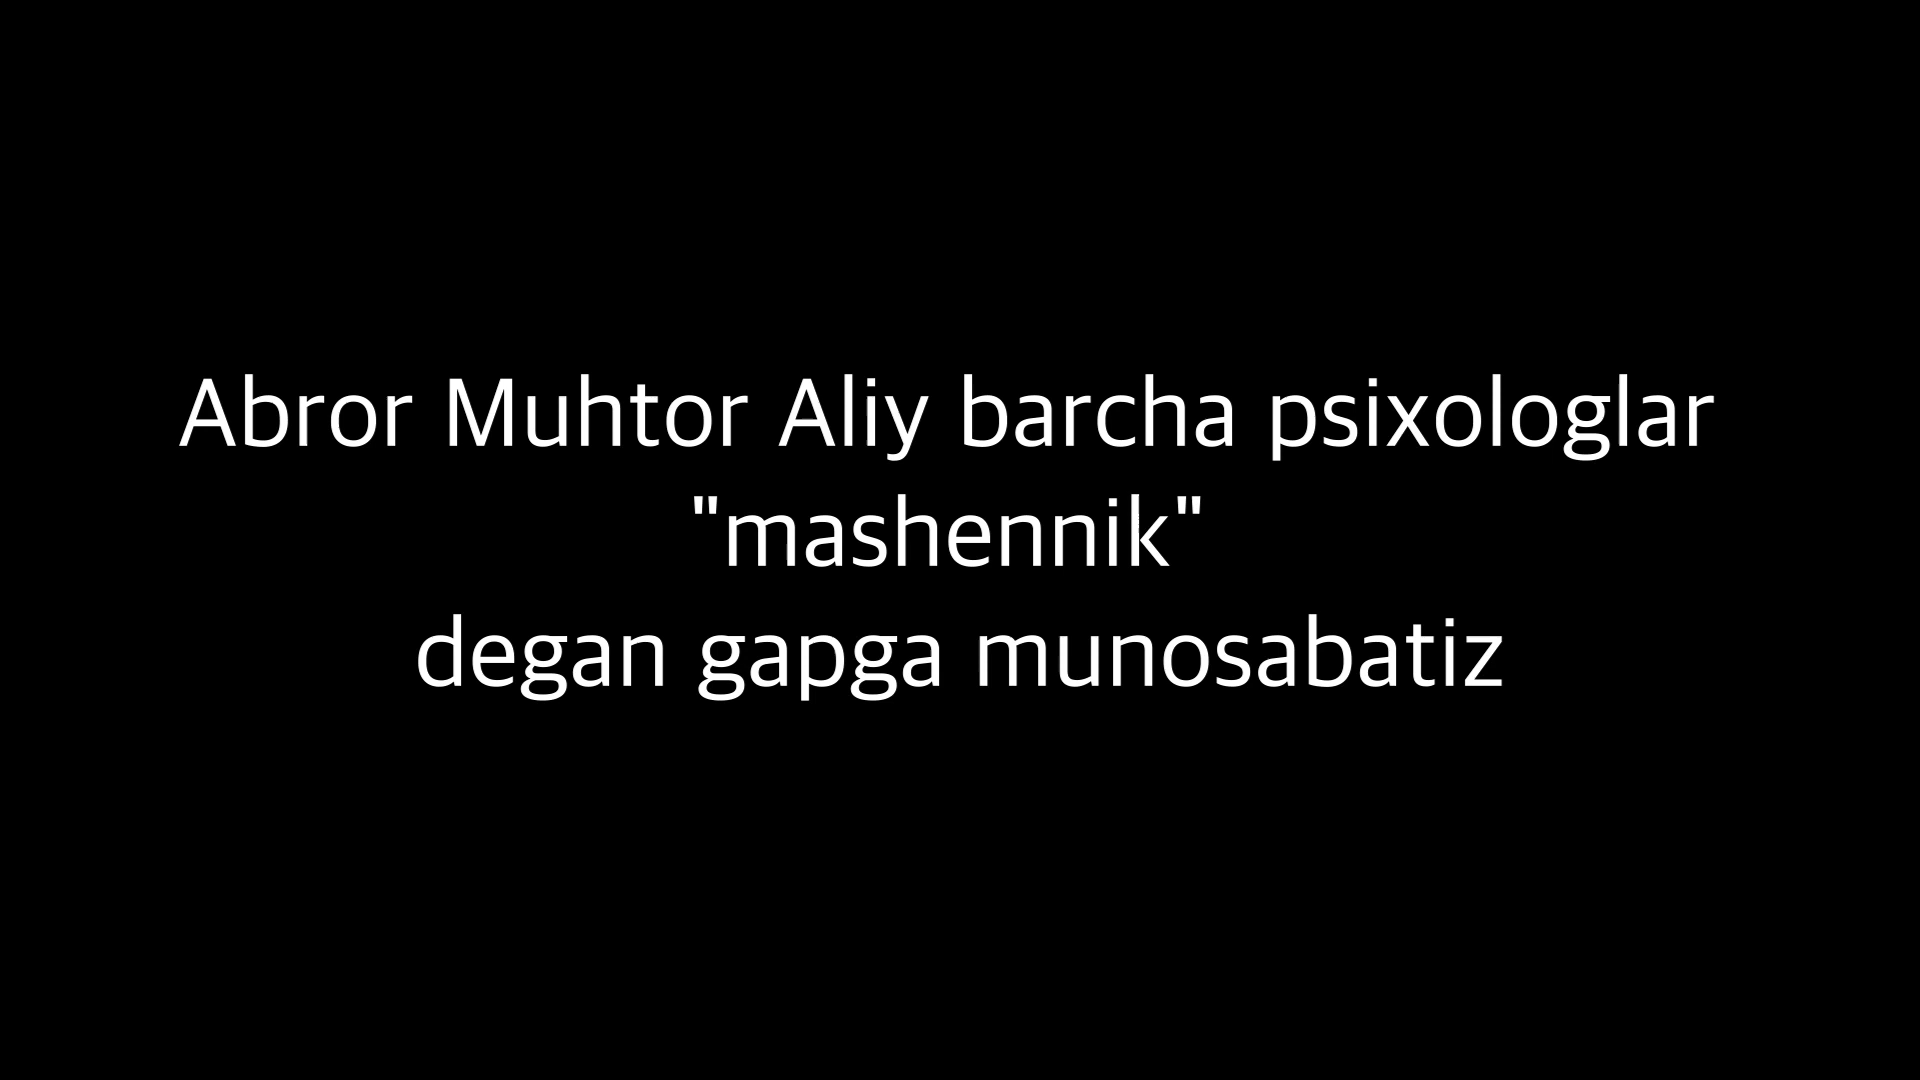 Abror Muhtor Aliy barcha psixologlar
"mashennik"
degan gapga munosabatiz